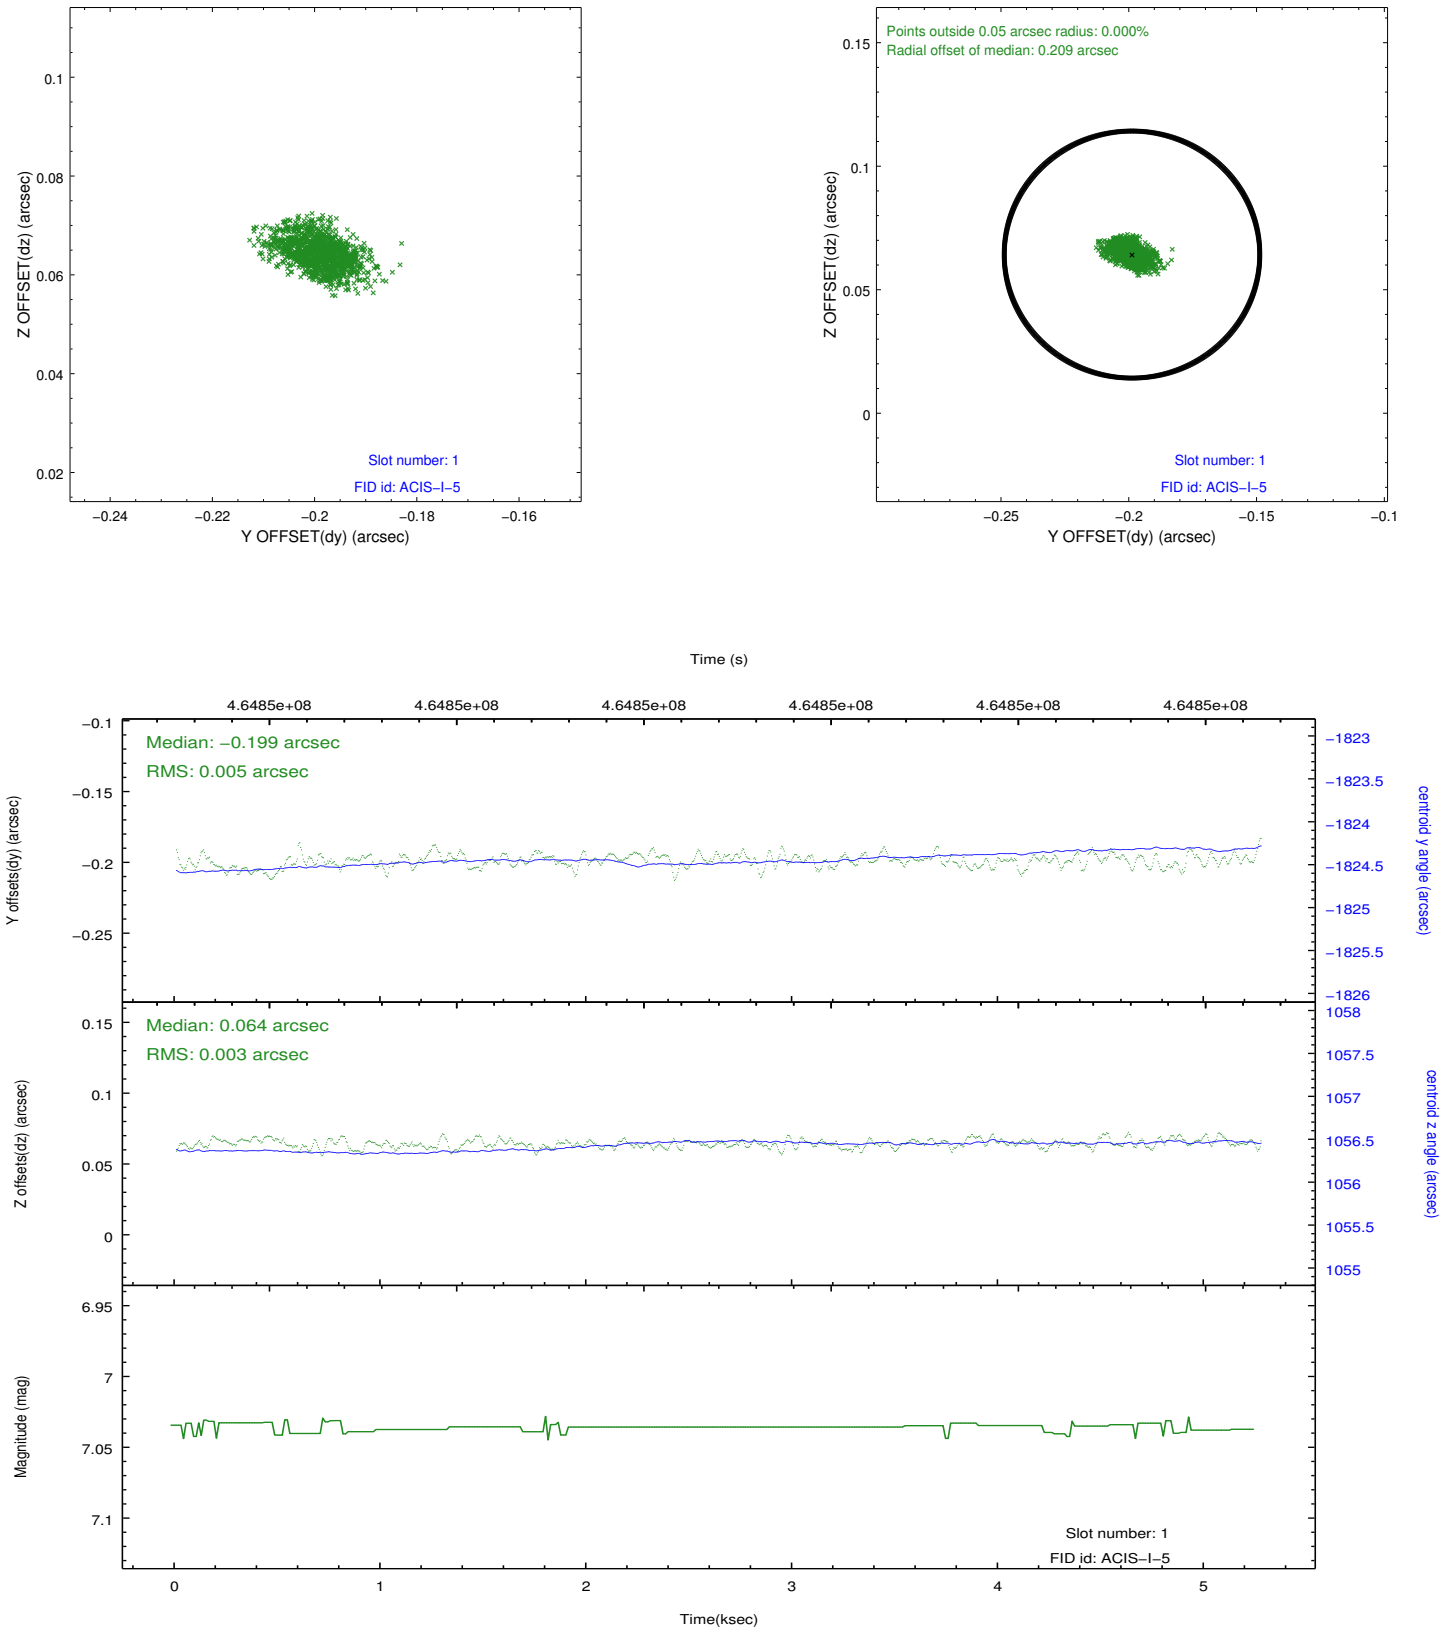 0.1
0.08
0.06
0.04
0.02
Z OFFSET(dz) (arcsec)
Slot number: 1
FID id: ACIS−I−5
−0.24 −0.22 −0.2 −0.18 −0.16
Y OFFSET(dy) (arcsec)
Points outside 0.05 arcsec radius: 0.000%
Radial offset of median: 0.209 arcsec
0.15
0.1
0.05
0
Z OFFSET(dz) (arcsec)
Slot number: 1
FID id: ACIS−I−5
−0.25 −0.2 −0.15 −0.1
Y OFFSET(dy) (arcsec)
Time (s)
4.6485e+08 4.6485e+08 4.6485e+08 4.6485e+08 4.6485e+08 4.6485e+08
Median: −0.199 arcsec
RMS: 0.005 arcsec
−0.1
−0.15
−0.2
−0.25
Y offsets(dy) (arcsec)
−1823
−1823.5
−1824
−1824.5
−1825
−1825.5
−1826
centroid y angle (arcsec)
Median: 0.064 arcsec
RMS: 0.003 arcsec
0.15
0.1
0.05
0
Z offsets(dz) (arcsec)
1058
1057.5
1057
1056.5
1056
1055.5
1055
centroid z angle (arcsec)
6.95
7
7.05
7.1
Magnitude (mag)
Slot number: 1
FID id: ACIS−I−5
0 1 2 3 4 5
Time(ksec)